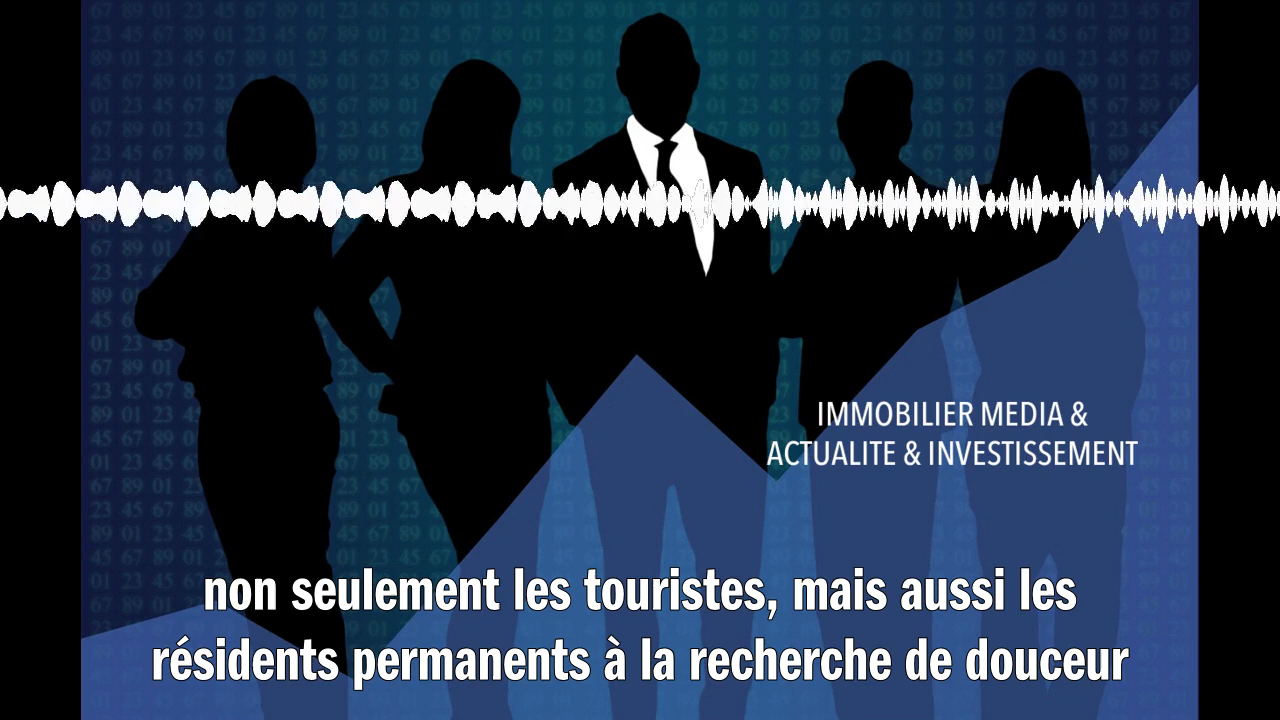 IMMOBILIER MEDIA &
ACTUALITE & INVESTISSEMENT
non seulement les touristes, mais aussi les
résidents permanents à la recherche de douceur